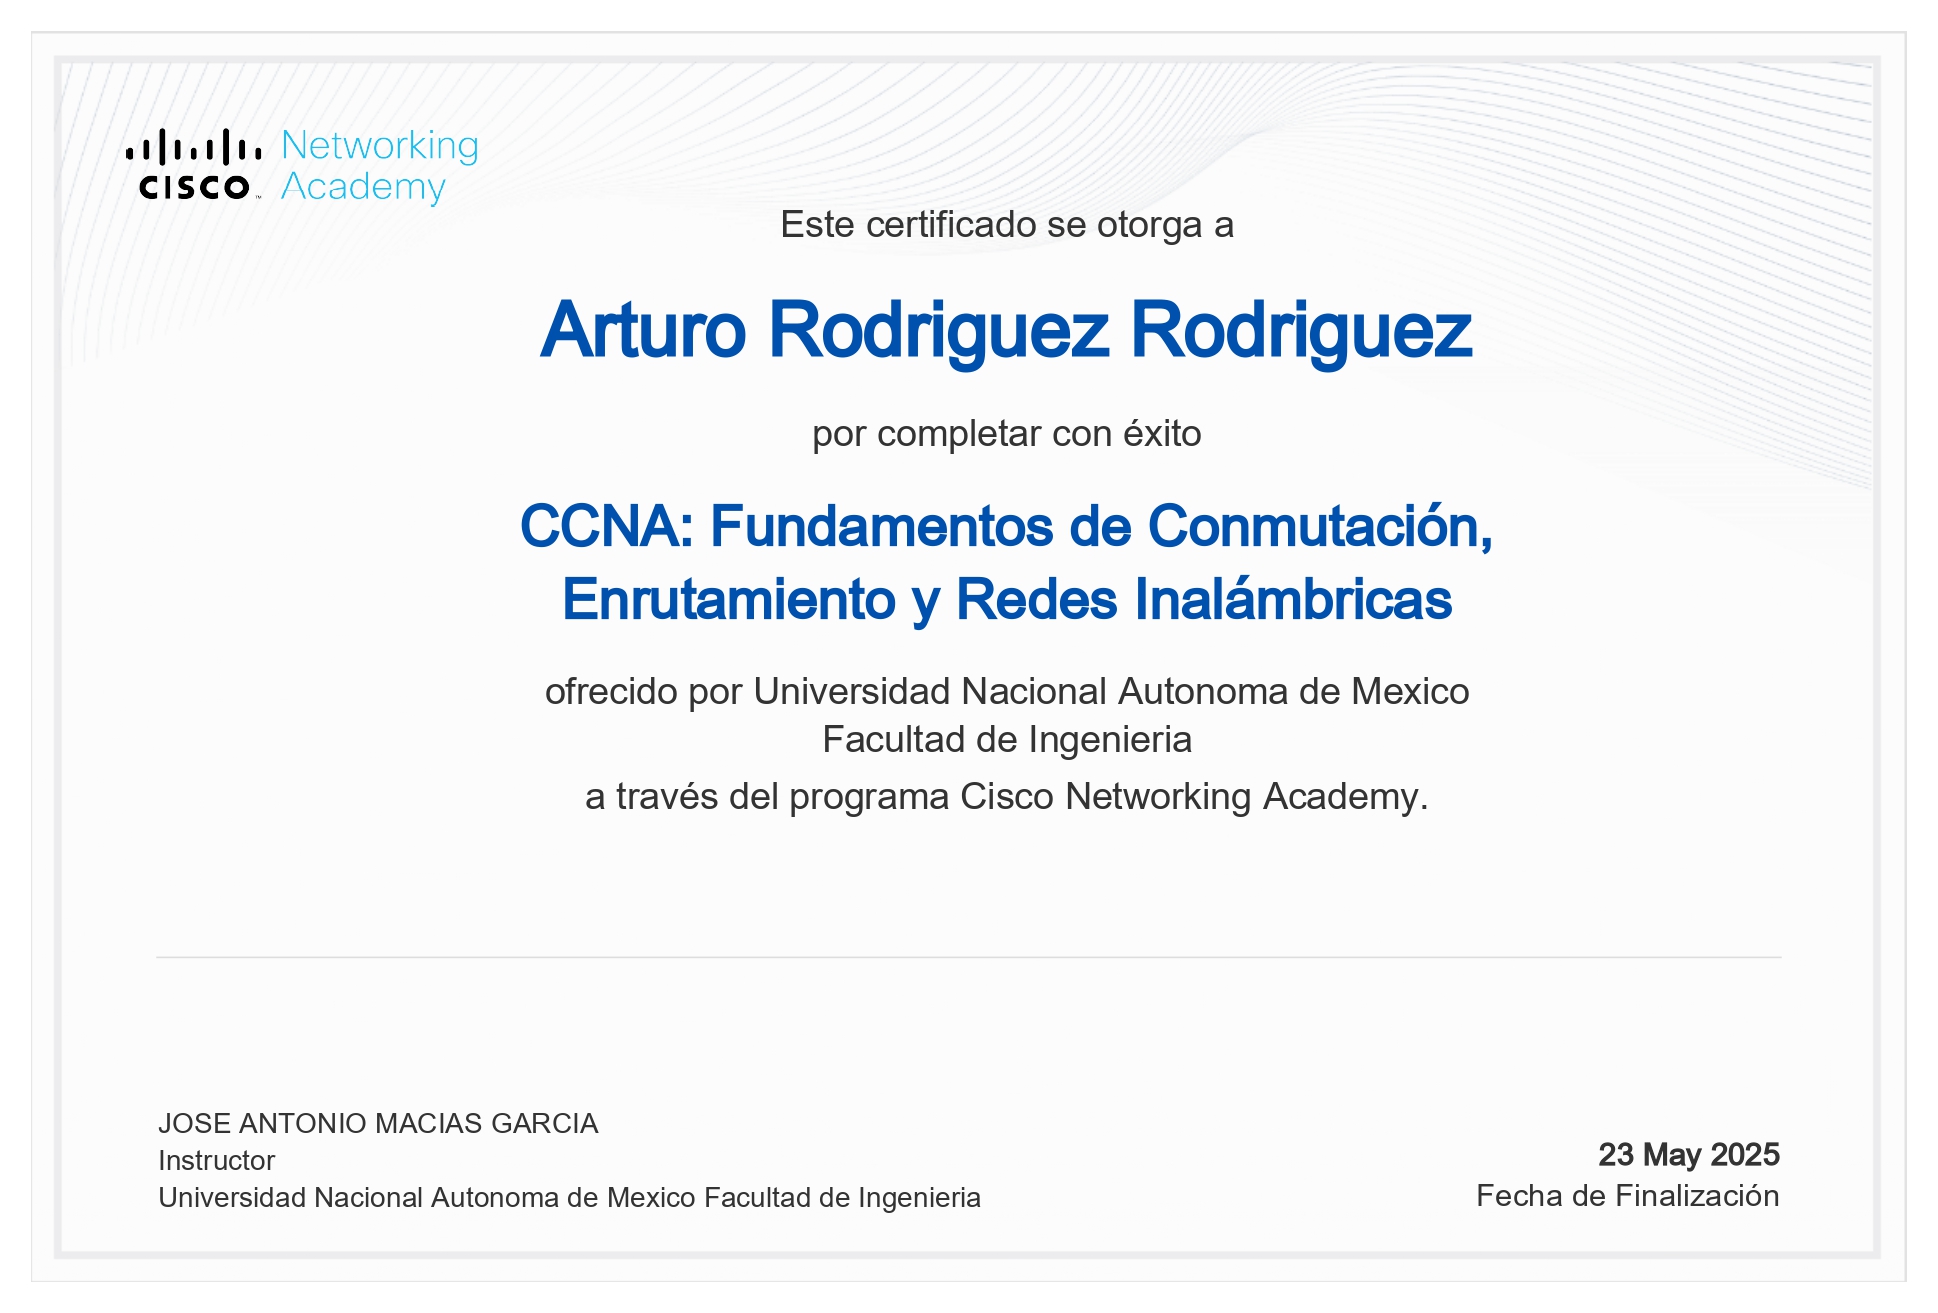 Networking
CISCO™ Academy
Este certificado se otorga a
Arturo Rodriguez Rodriguez
por completar con éxito
CCNA: Fundamentos de Conmutación,
Enrutamiento y Redes Inalámbricas
ofrecido por Universidad Nacional Autonoma de Mexico
Facultad de Ingenieria
a través del programa Cisco Networking Academy.
JOSE ANTONIO MACIAS GARCIA
Instructor
Universidad Nacional Autonoma de Mexico Facultad de Ingenieria
23 May 2025
Fecha de Finalización